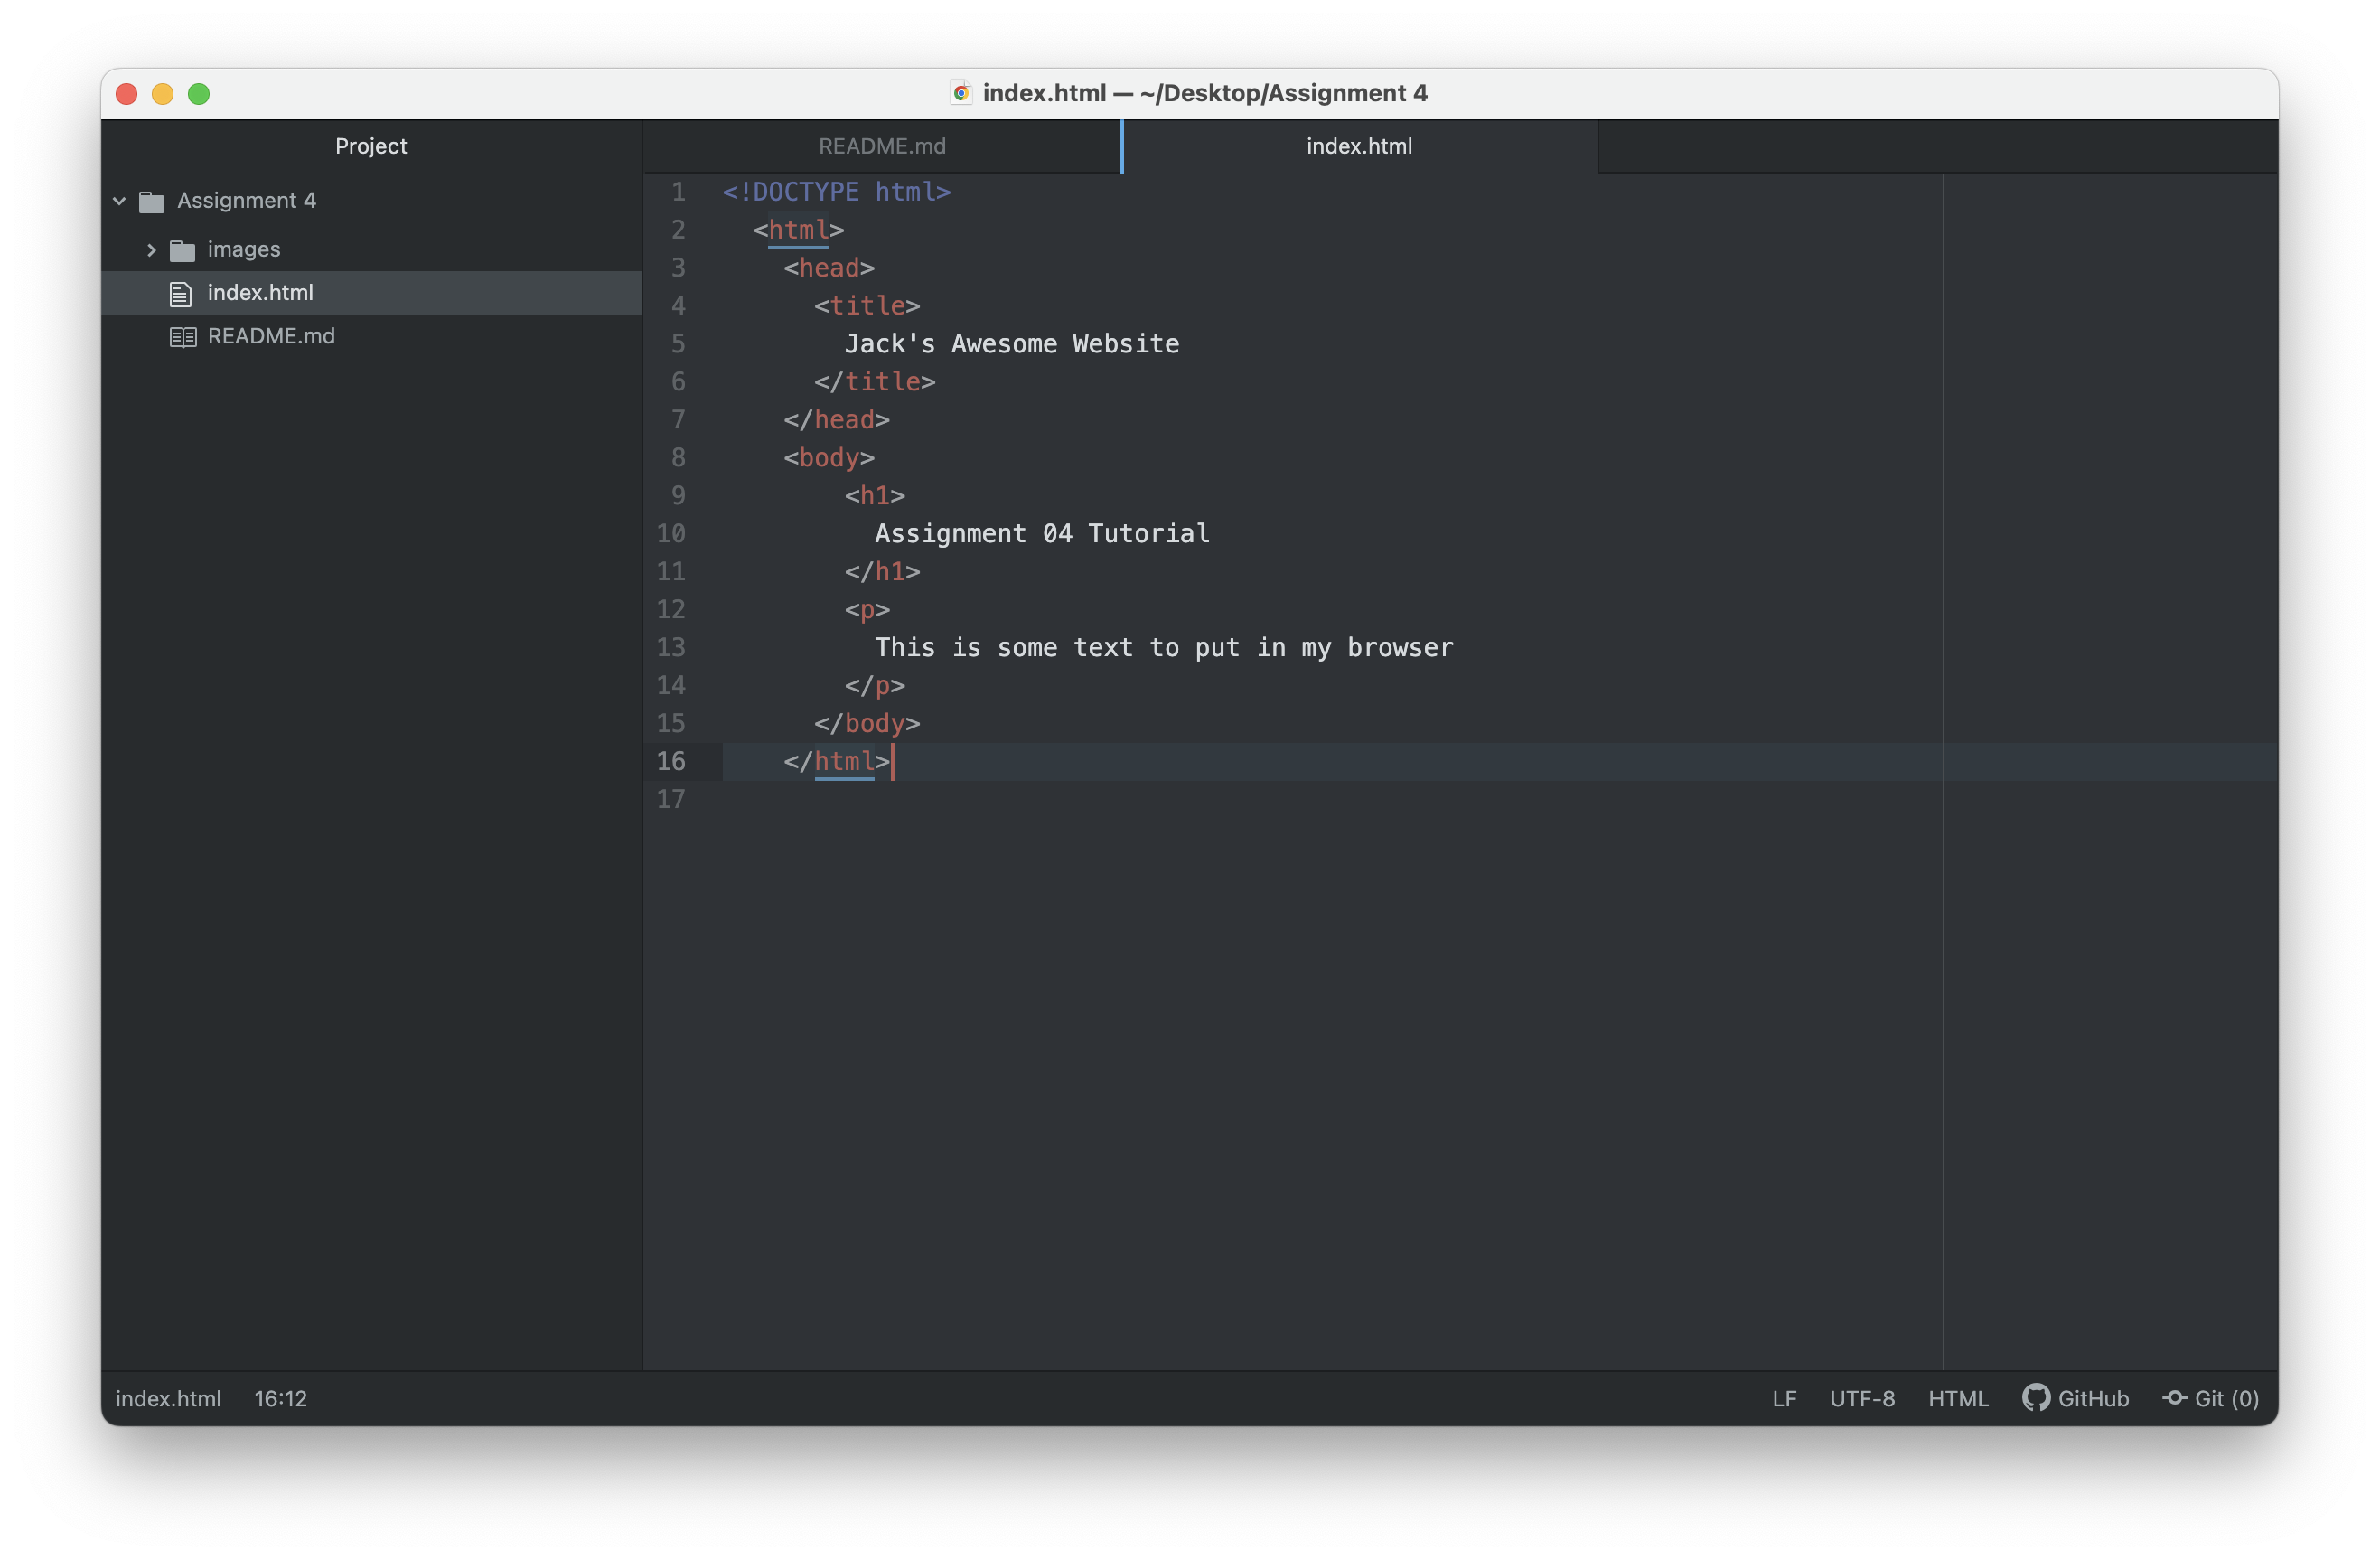 index.html — ~/Desktop/Assignment 4
Project
README.md
index.html
Assignment 4
images
index.html
README.md
1 <!DOCTYPE html>
2   <html>
3     <head>
4       <title>
5         Jack's Awesome Website
6       </title>
7     </head>
8     <body>
9         <h1>
10          Assignment 04 Tutorial
11        </h1>
12        <p>
13          This is some text to put in my browser
14        </p>
15      </body>
16    </html>
17
index.html 16:12 LF UTF-8 HTML GitHub Git (0)